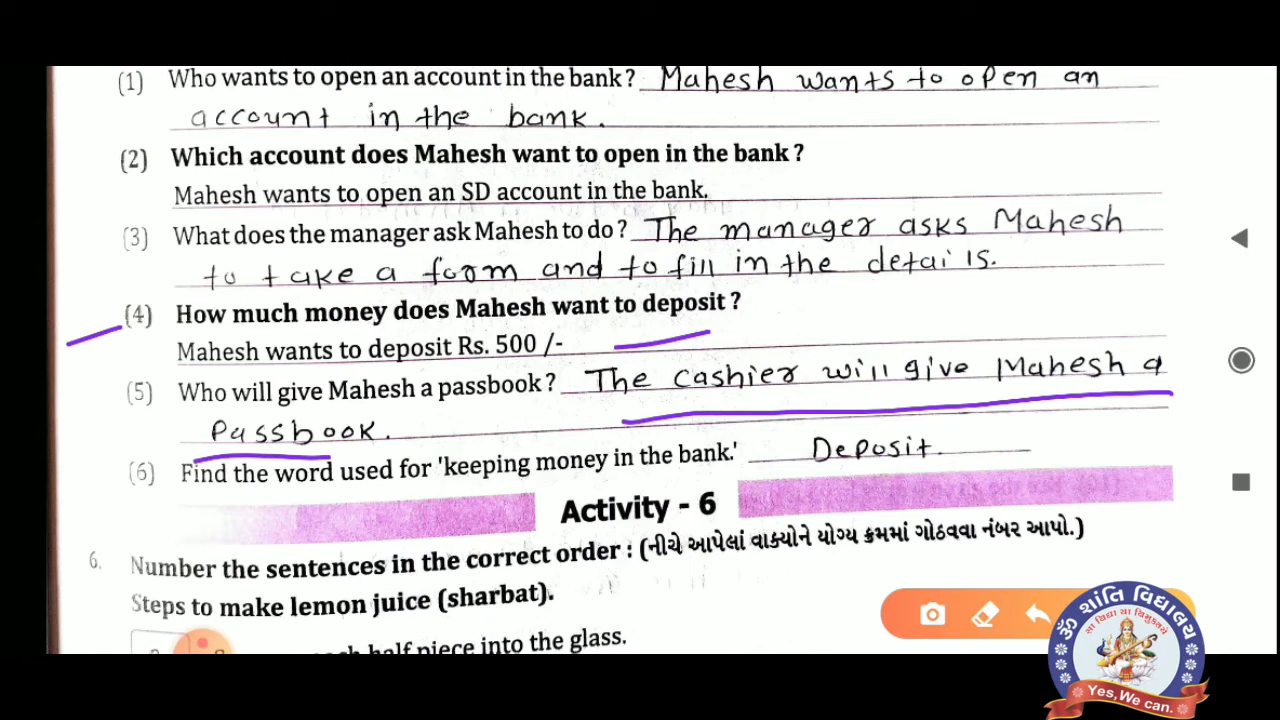 (1) Who wants to open an account in the bank? Mahesh wants to open an
account in the bank.
(2) Which account does Mahesh want to open in the bank?
Mahesh wants to open an SD account in the bank.
(3) What does the manager ask Mahesh to do? The manager asks Mahesh
to take a form and to fill in the details.
(4) How much money does Mahesh want to deposit?
Mahesh wants to deposit Rs. 500 /-
(5) Who will give Mahesh a passbook? The cashier will give Mahesh a
Passbook.
(6) Find the word used for 'keeping money in the bank.' Deposit.
Activity - 6
6. Number the sentences in the correct order : (નીચે આપેલાં વાક્યોને યોગ્ય ક્રમમાં ગોઠવવા નંબર આપો.)
Steps to make lemon juice (sharbat).
half piece into the glass.
ૐ શાંતિ વિદ્યાલય
સા વિદ્યા યા વિમુક્તયે
Yes, We can.